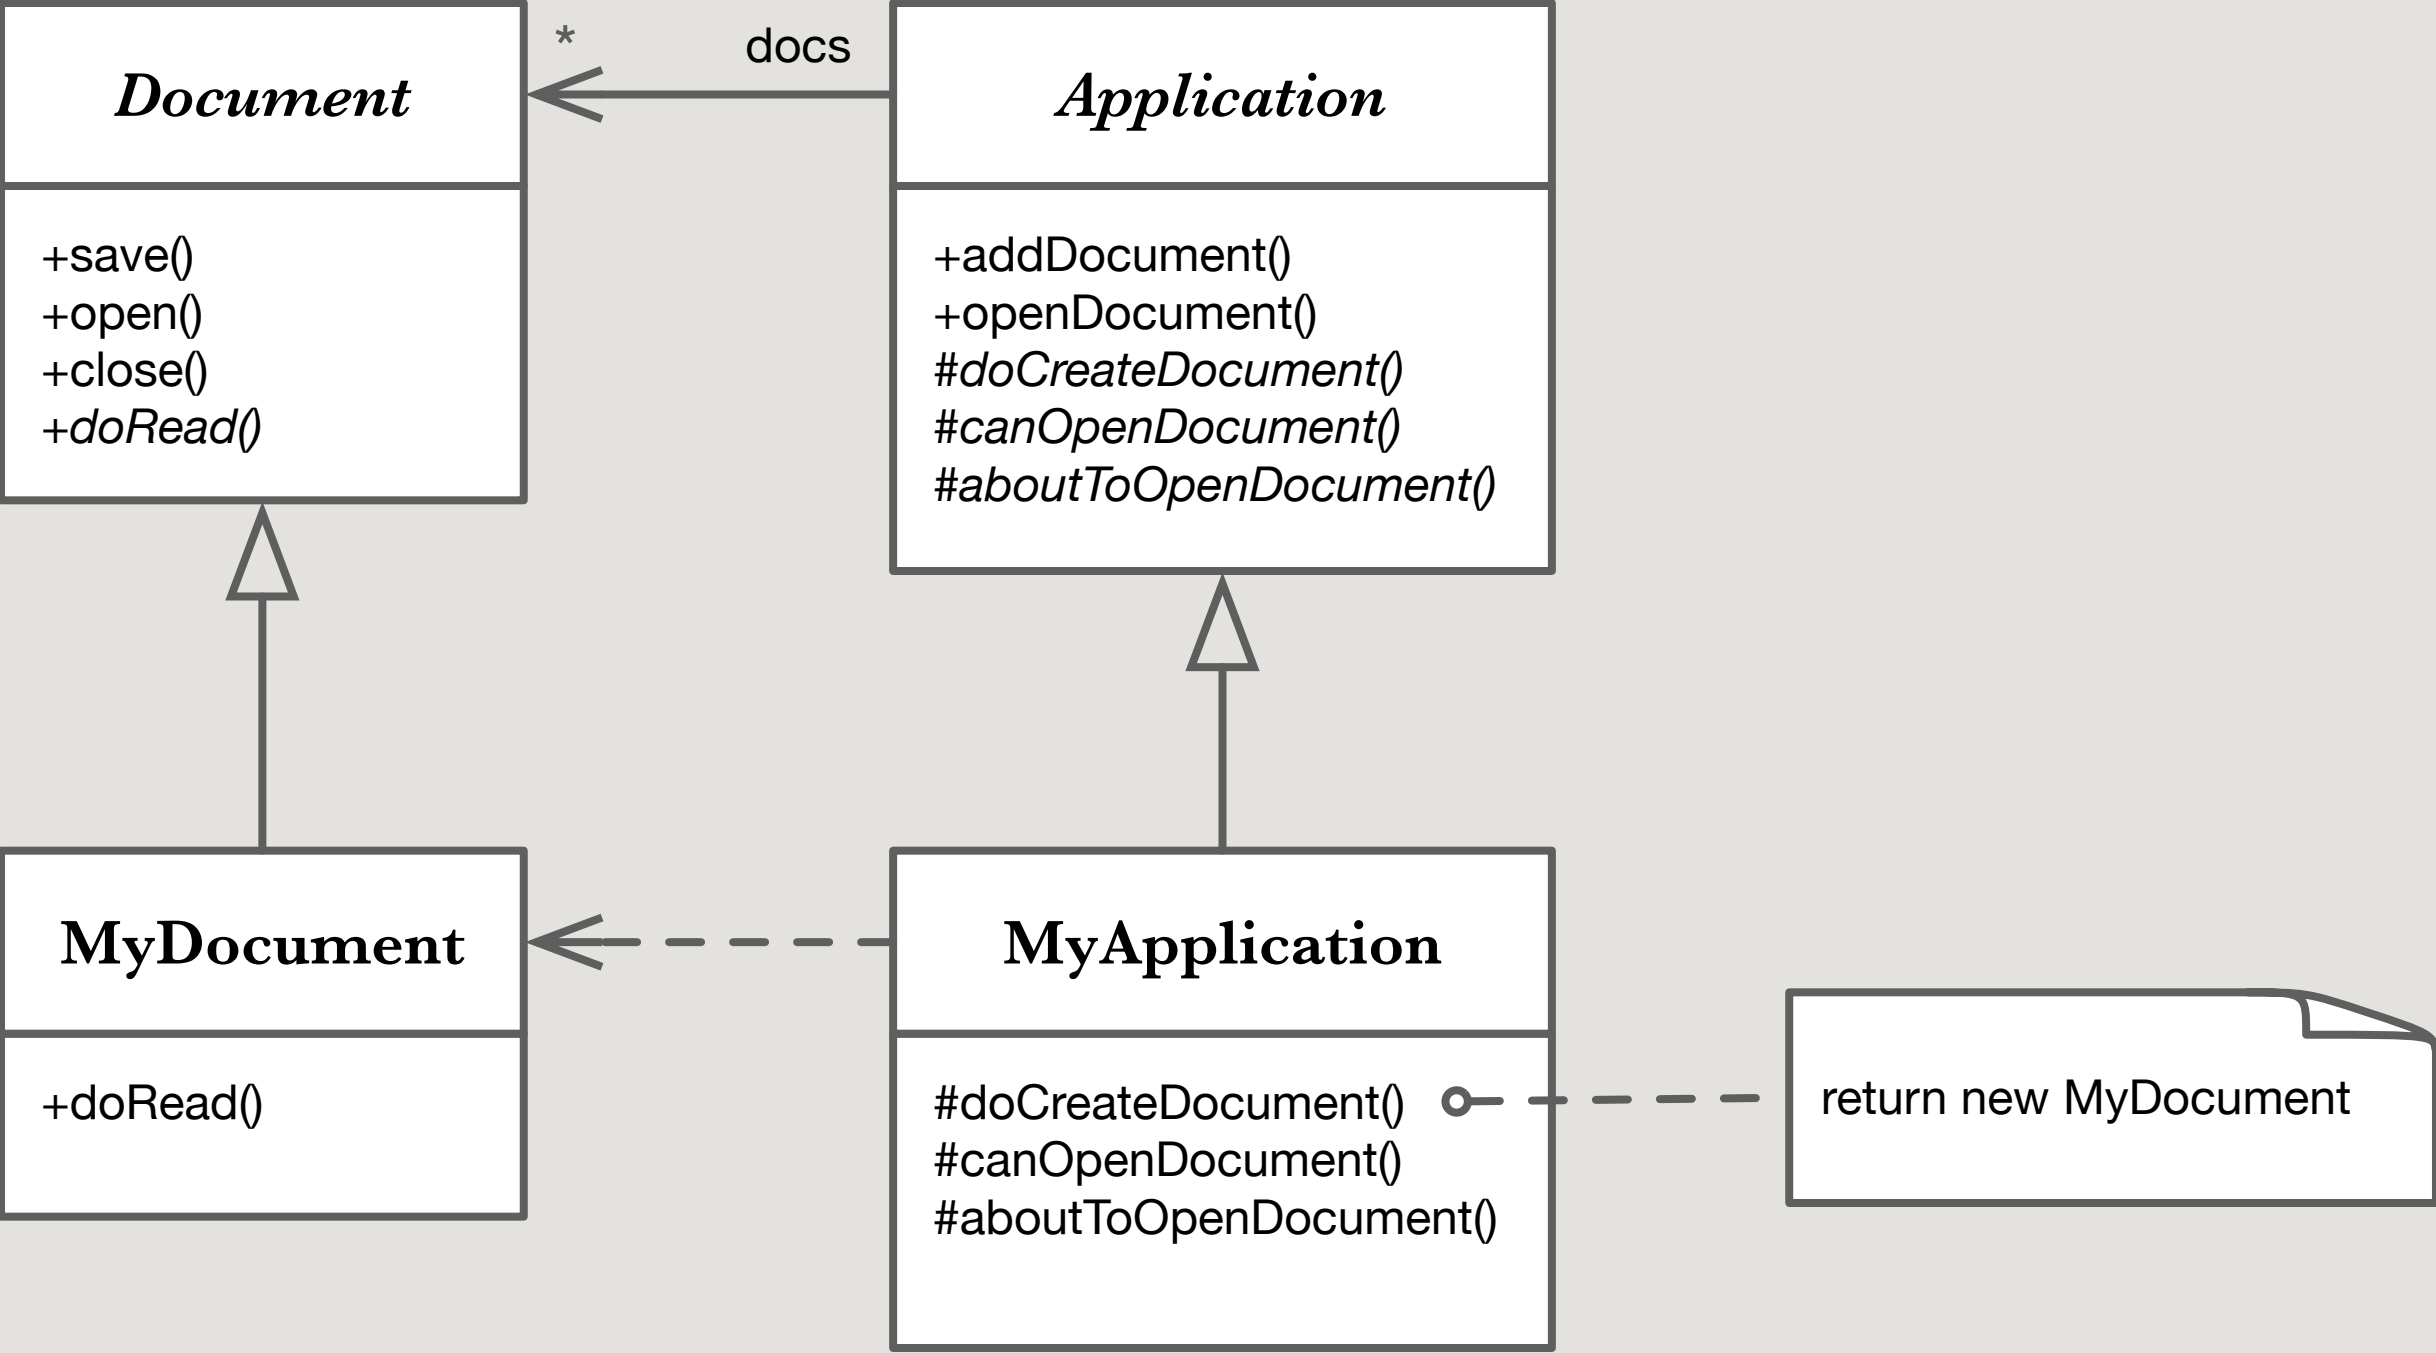 Document
+save()
+open()
+close()
+doRead()
*
docs
Application
+addDocument()
+openDocument()
#doCreateDocument()
#canOpenDocument()
#aboutToOpenDocument()
MyDocument
+doRead()
MyApplication
#doCreateDocument()
#canOpenDocument()
#aboutToOpenDocument()
return new MyDocument